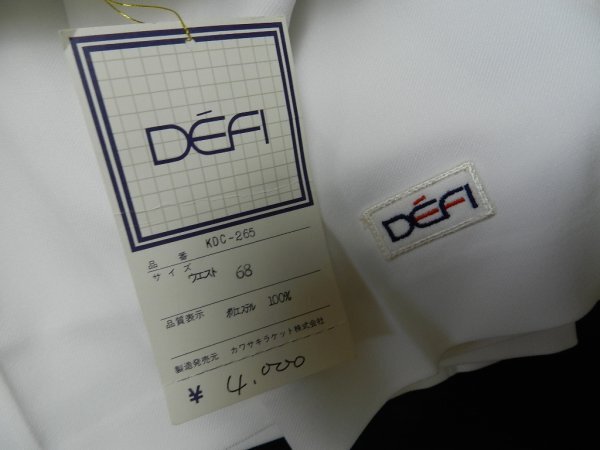 DÉFI
品番 KDC-265
サイズ ウエスト 68
品質表示 ポリエステル 100%
製造発売元 カワサキラケット株式会社
¥ 4,200
DÉFI